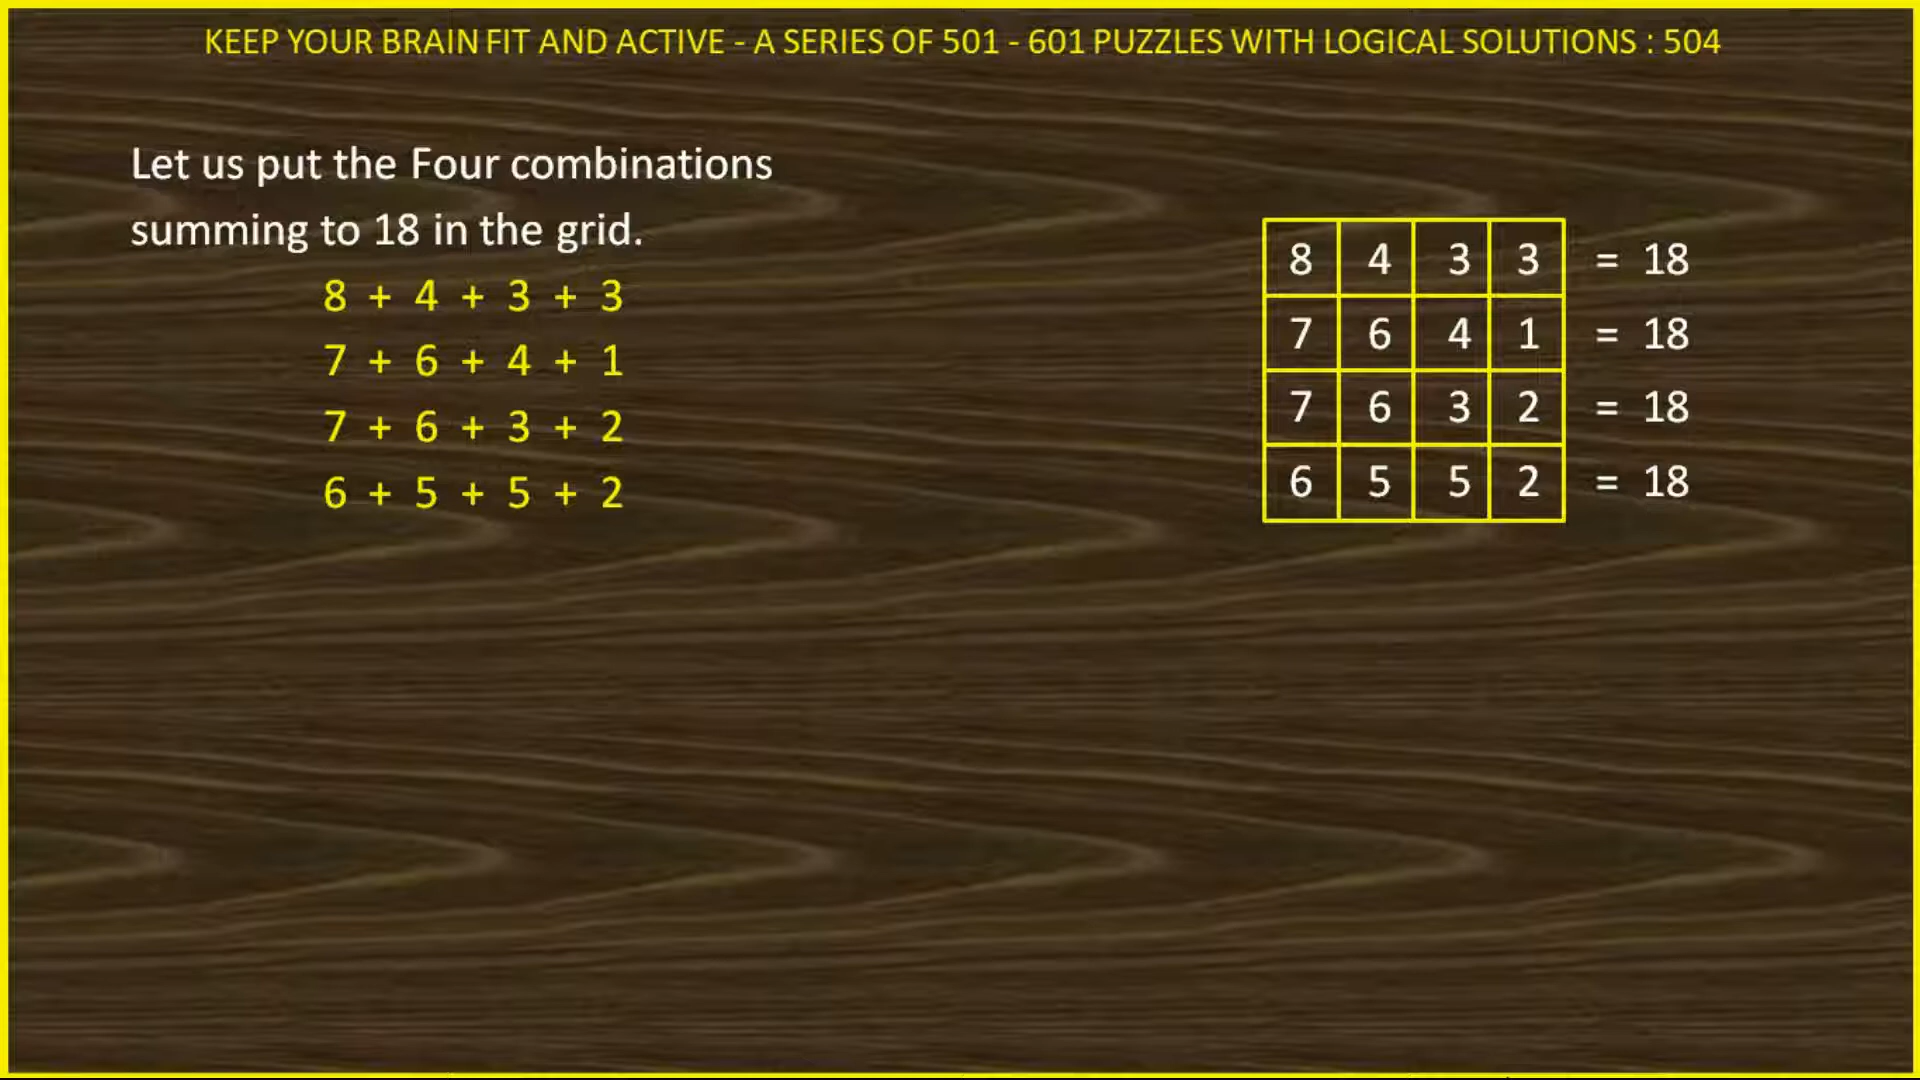 KEEP YOUR BRAIN FIT AND ACTIVE - A SERIES OF 501 - 601 PUZZLES WITH LOGICAL SOLUTIONS : 504
Let us put the Four combinations
summing to 18 in the grid.
8 + 4 + 3 + 3
7 + 6 + 4 + 1
7 + 6 + 3 + 2
6 + 5 + 5 + 2
8 4 3 3 = 18
7 6 4 1 = 18
7 6 3 2 = 18
6 5 5 2 = 18